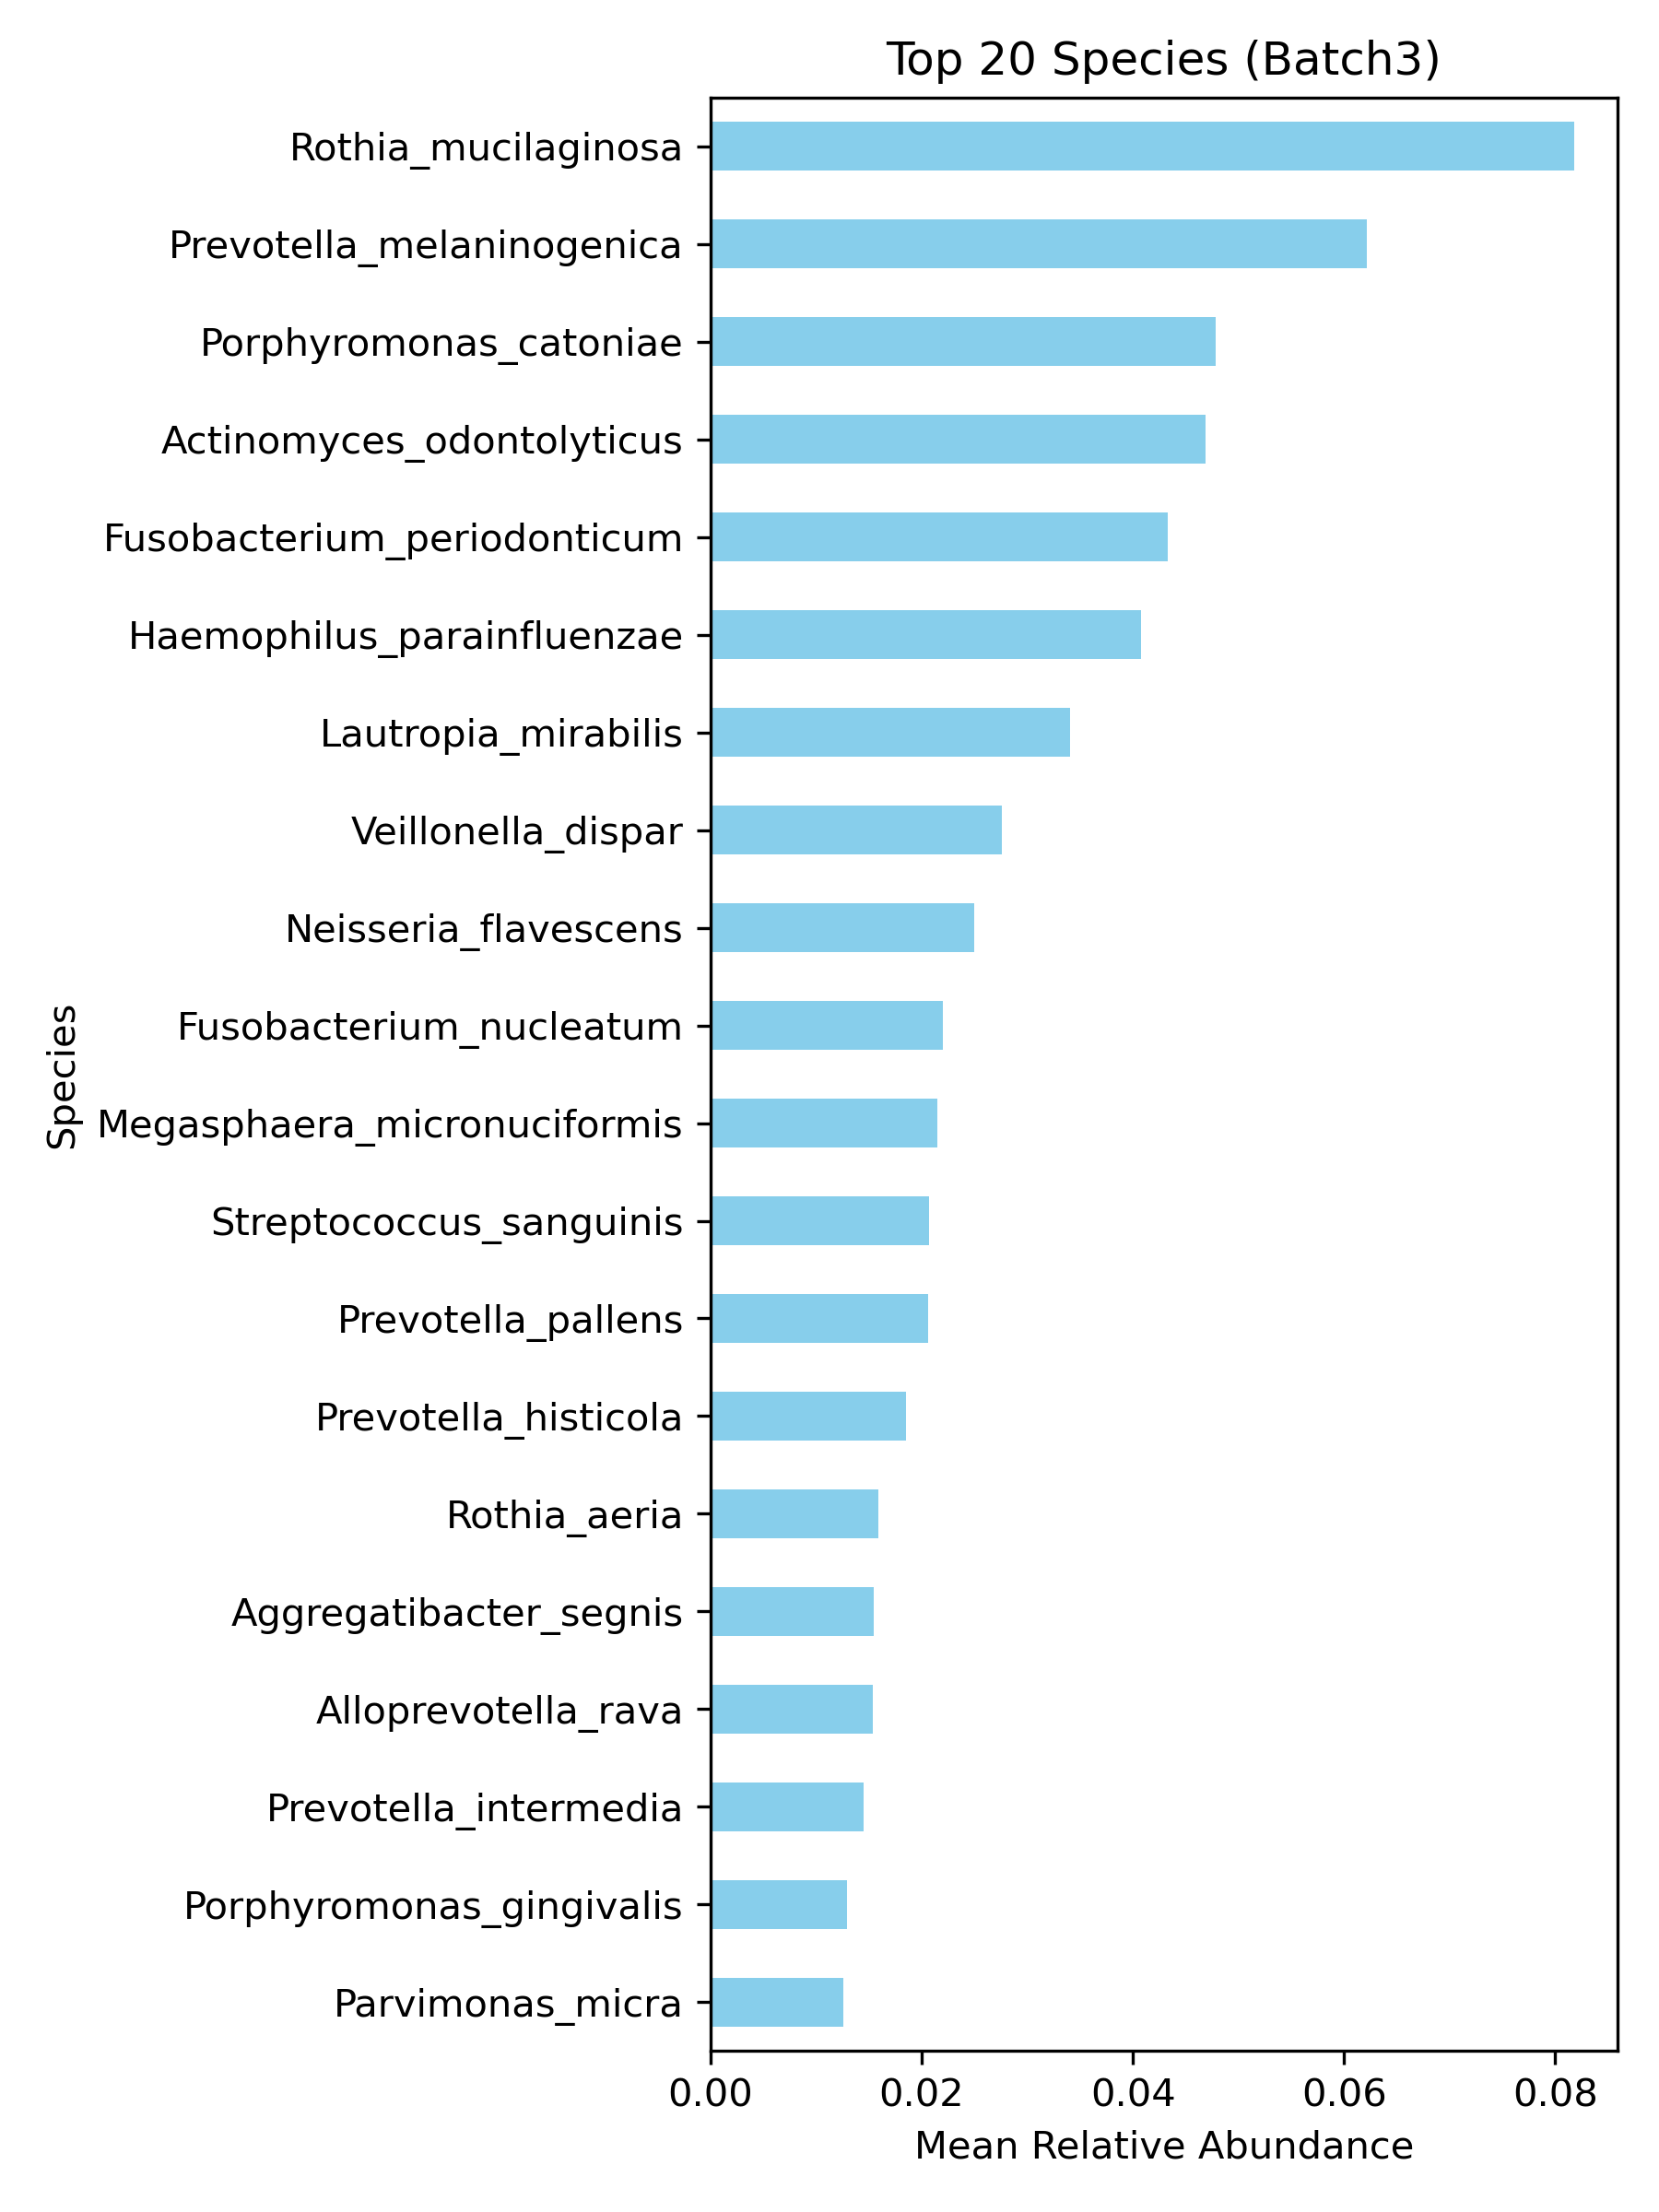 Top 20 Species (Batch3)
Rothia_mucilaginosa
Prevotella_melaninogenica
Porphyromonas_catoniae
Actinomyces_odontolyticus
Fusobacterium_periodonticum
Haemophilus_parainfluenzae
Lautropia_mirabilis
Veillonella_dispar
Neisseria_flavescens
Fusobacterium_nucleatum
Megasphaera_micronuciformis
Streptococcus_sanguinis
Prevotella_pallens
Prevotella_histicola
Rothia_aeria
Aggregatibacter_segnis
Alloprevotella_rava
Prevotella_intermedia
Porphyromonas_gingivalis
Parvimonas_micra
Species
0.00 0.02 0.04 0.06 0.08
Mean Relative Abundance